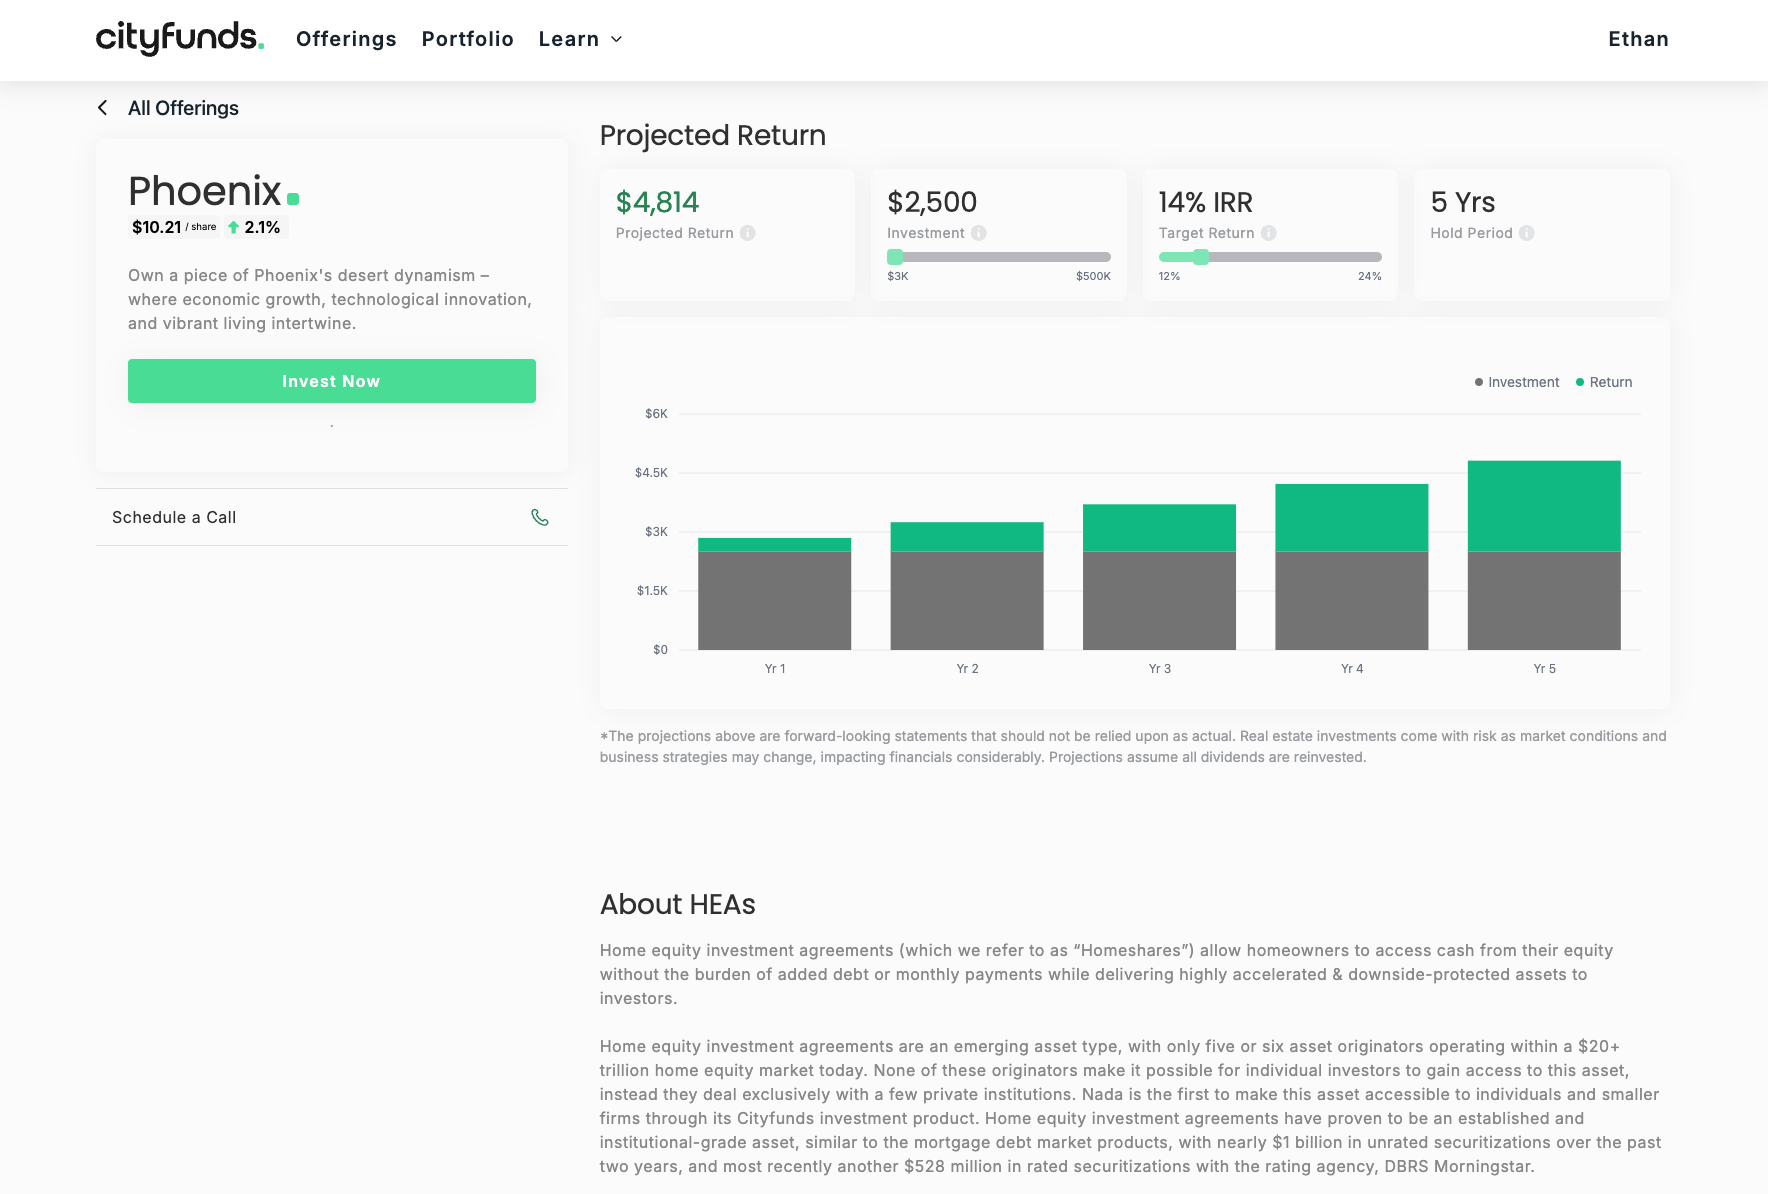 cityfunds.
Offerings
Portfolio
Learn
Ethan
All Offerings
Phoenix
$10.21 / share 2.1%
Own a piece of Phoenix's desert dynamism –
where economic growth, technological innovation,
and vibrant living intertwine.
Invest Now
.
Schedule a Call
Projected Return
$4,814
Projected Return
$2,500
Investment
$3K
$500K
14% IRR
Target Return
12%
24%
5 Yrs
Hold Period
Investment
Return
$6K
$4.5K
$3K
$1.5K
$0
Yr 1
Yr 2
Yr 3
Yr 4
Yr 5
*The projections above are forward-looking statements that should not be relied upon as actual. Real estate investments come with risk as market conditions and
business strategies may change, impacting financials considerably. Projections assume all dividends are reinvested.
About HEAs
Home equity investment agreements (which we refer to as “Homeshares”) allow homeowners to access cash from their equity
without the burden of added debt or monthly payments while delivering highly accelerated & downside-protected assets to
investors.
Home equity investment agreements are an emerging asset type, with only five or six asset originators operating within a $20+
trillion home equity market today. None of these originators make it possible for individual investors to gain access to this asset,
instead they deal exclusively with a few private institutions. Nada is the first to make this asset accessible to individuals and smaller
firms through its Cityfunds investment product. Home equity investment agreements have proven to be an established and
institutional-grade asset, similar to the mortgage debt market products, with nearly $1 billion in unrated securitizations over the past
two years, and most recently another $528 million in rated securitizations with the rating agency, DBRS Morningstar.